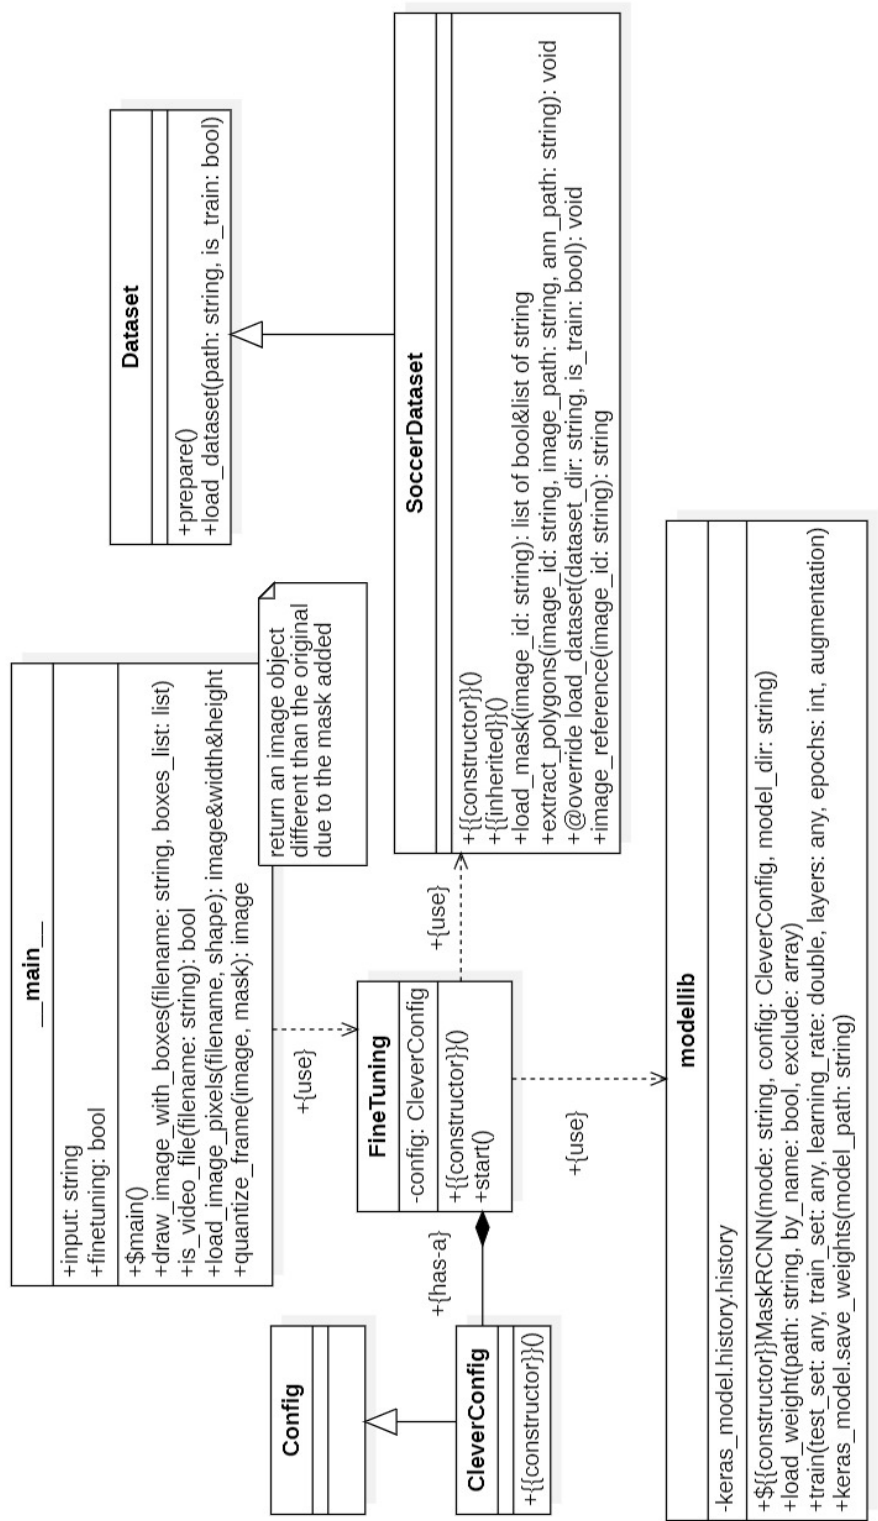 __main__
+input: string
+finetuning: bool
+$main()
+draw_image_with_boxes(filename: string, boxes_list: list)
+is_video_file(filename: string): bool
+load_image_pixels(filename, shape): image&width&height
+quantize_frame(image, mask): image
return an image object
different than the original
due to the mask added
Dataset
+prepare()
+load_dataset(path: string, is_train: bool)
+{use}
Config
CleverConfig
+{{constructor}}()
+{has-a}
FineTuning
-config: CleverConfig
+{{constructor}}()
+start()
+{use}
SoccerDataset
+{{constructor}}()
+{{inherited}}()
+load_mask(image_id: string): list of bool&list of string
+extract_polygons(image_id: string, image_path: string, ann_path: string): void
+@override load_dataset(dataset_dir: string, is_train: bool): void
+image_reference(image_id: string): string
+{use}
modellib
-keras_model.history.history
+${{constructor}}MaskRCNN(mode: string, config: CleverConfig, model_dir: string)
+load_weight(path: string, by_name: bool, exclude: array)
+train(test_set: any, train_set: any, learning_rate: double, layers: any, epochs: int, augmentation)
+keras_model.save_weights(model_path: string)